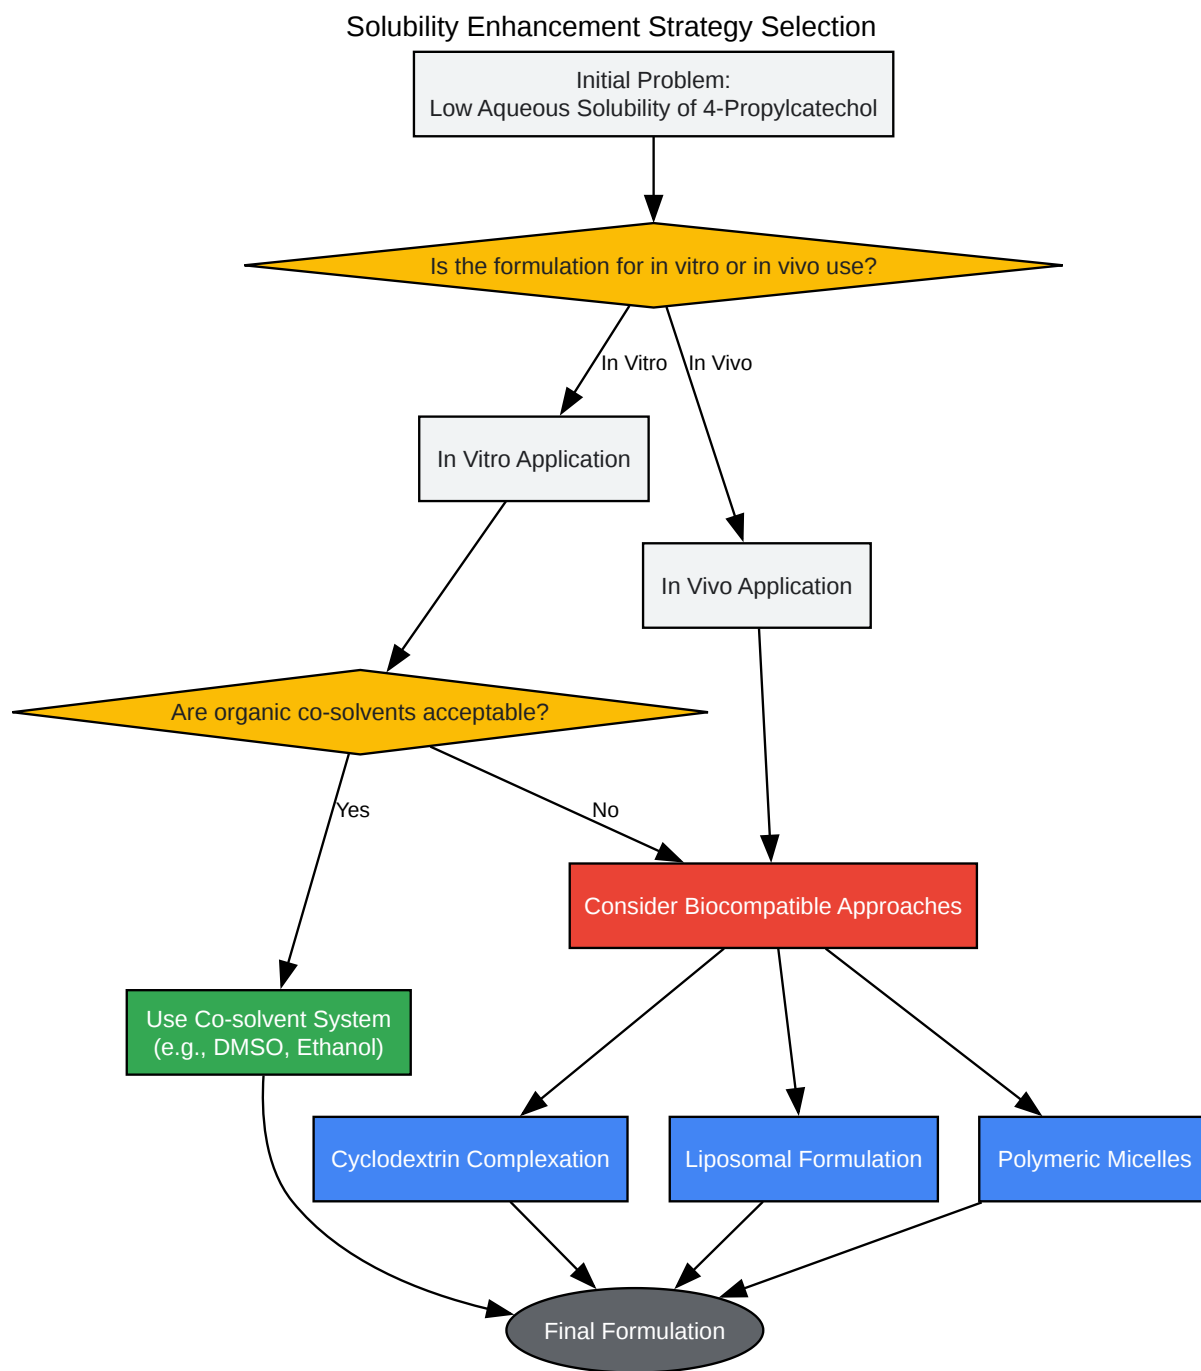 Solubility Enhancement Strategy Selection
Initial Problem:
Low Aqueous Solubility of 4-Propylcatechol
Is the formulation for in vitro or in vivo use?
In Vitro
In Vivo
In Vitro Application
In Vivo Application
Are organic co-solvents acceptable?
Yes
No
Consider Biocompatible Approaches
Use Co-solvent System
(e.g., DMSO, Ethanol)
Cyclodextrin Complexation
Liposomal Formulation
Polymeric Micelles
Final Formulation